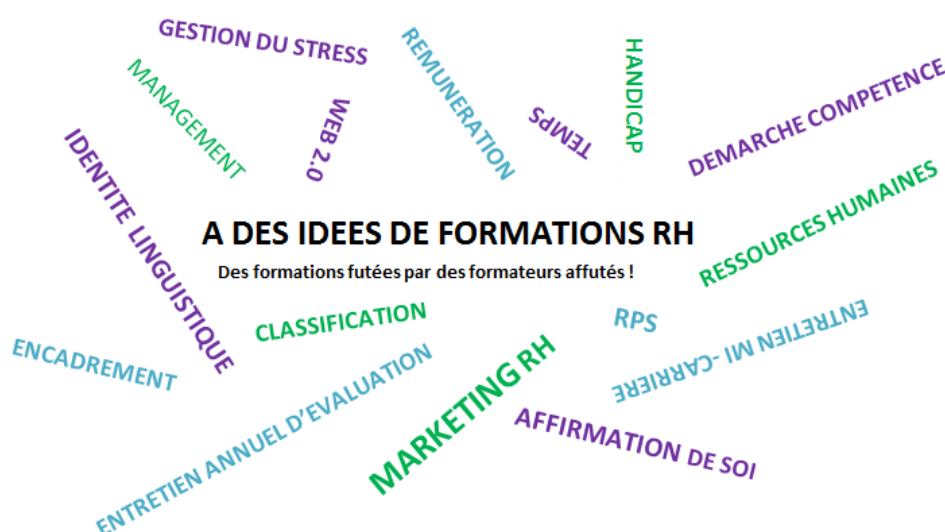 GESTION DU STRESS
REMUNERATION
HANDICAP
MANAGEMENT
WEB 2.0
TEMPS
DEMARCHE COMPETENCE
IDENTITE LINGUISTIQUE
A DES IDEES DE FORMATIONS RH
Des formations futées par des formateurs affutés !
RESSOURCES HUMAINES
CLASSIFICATION
RPS
ENTRETIEN MI -CARRIERE
ENCADREMENT
ENTRETIEN ANNUEL D'EVALUATION
MARKETING RH
AFFIRMATION DE SOI